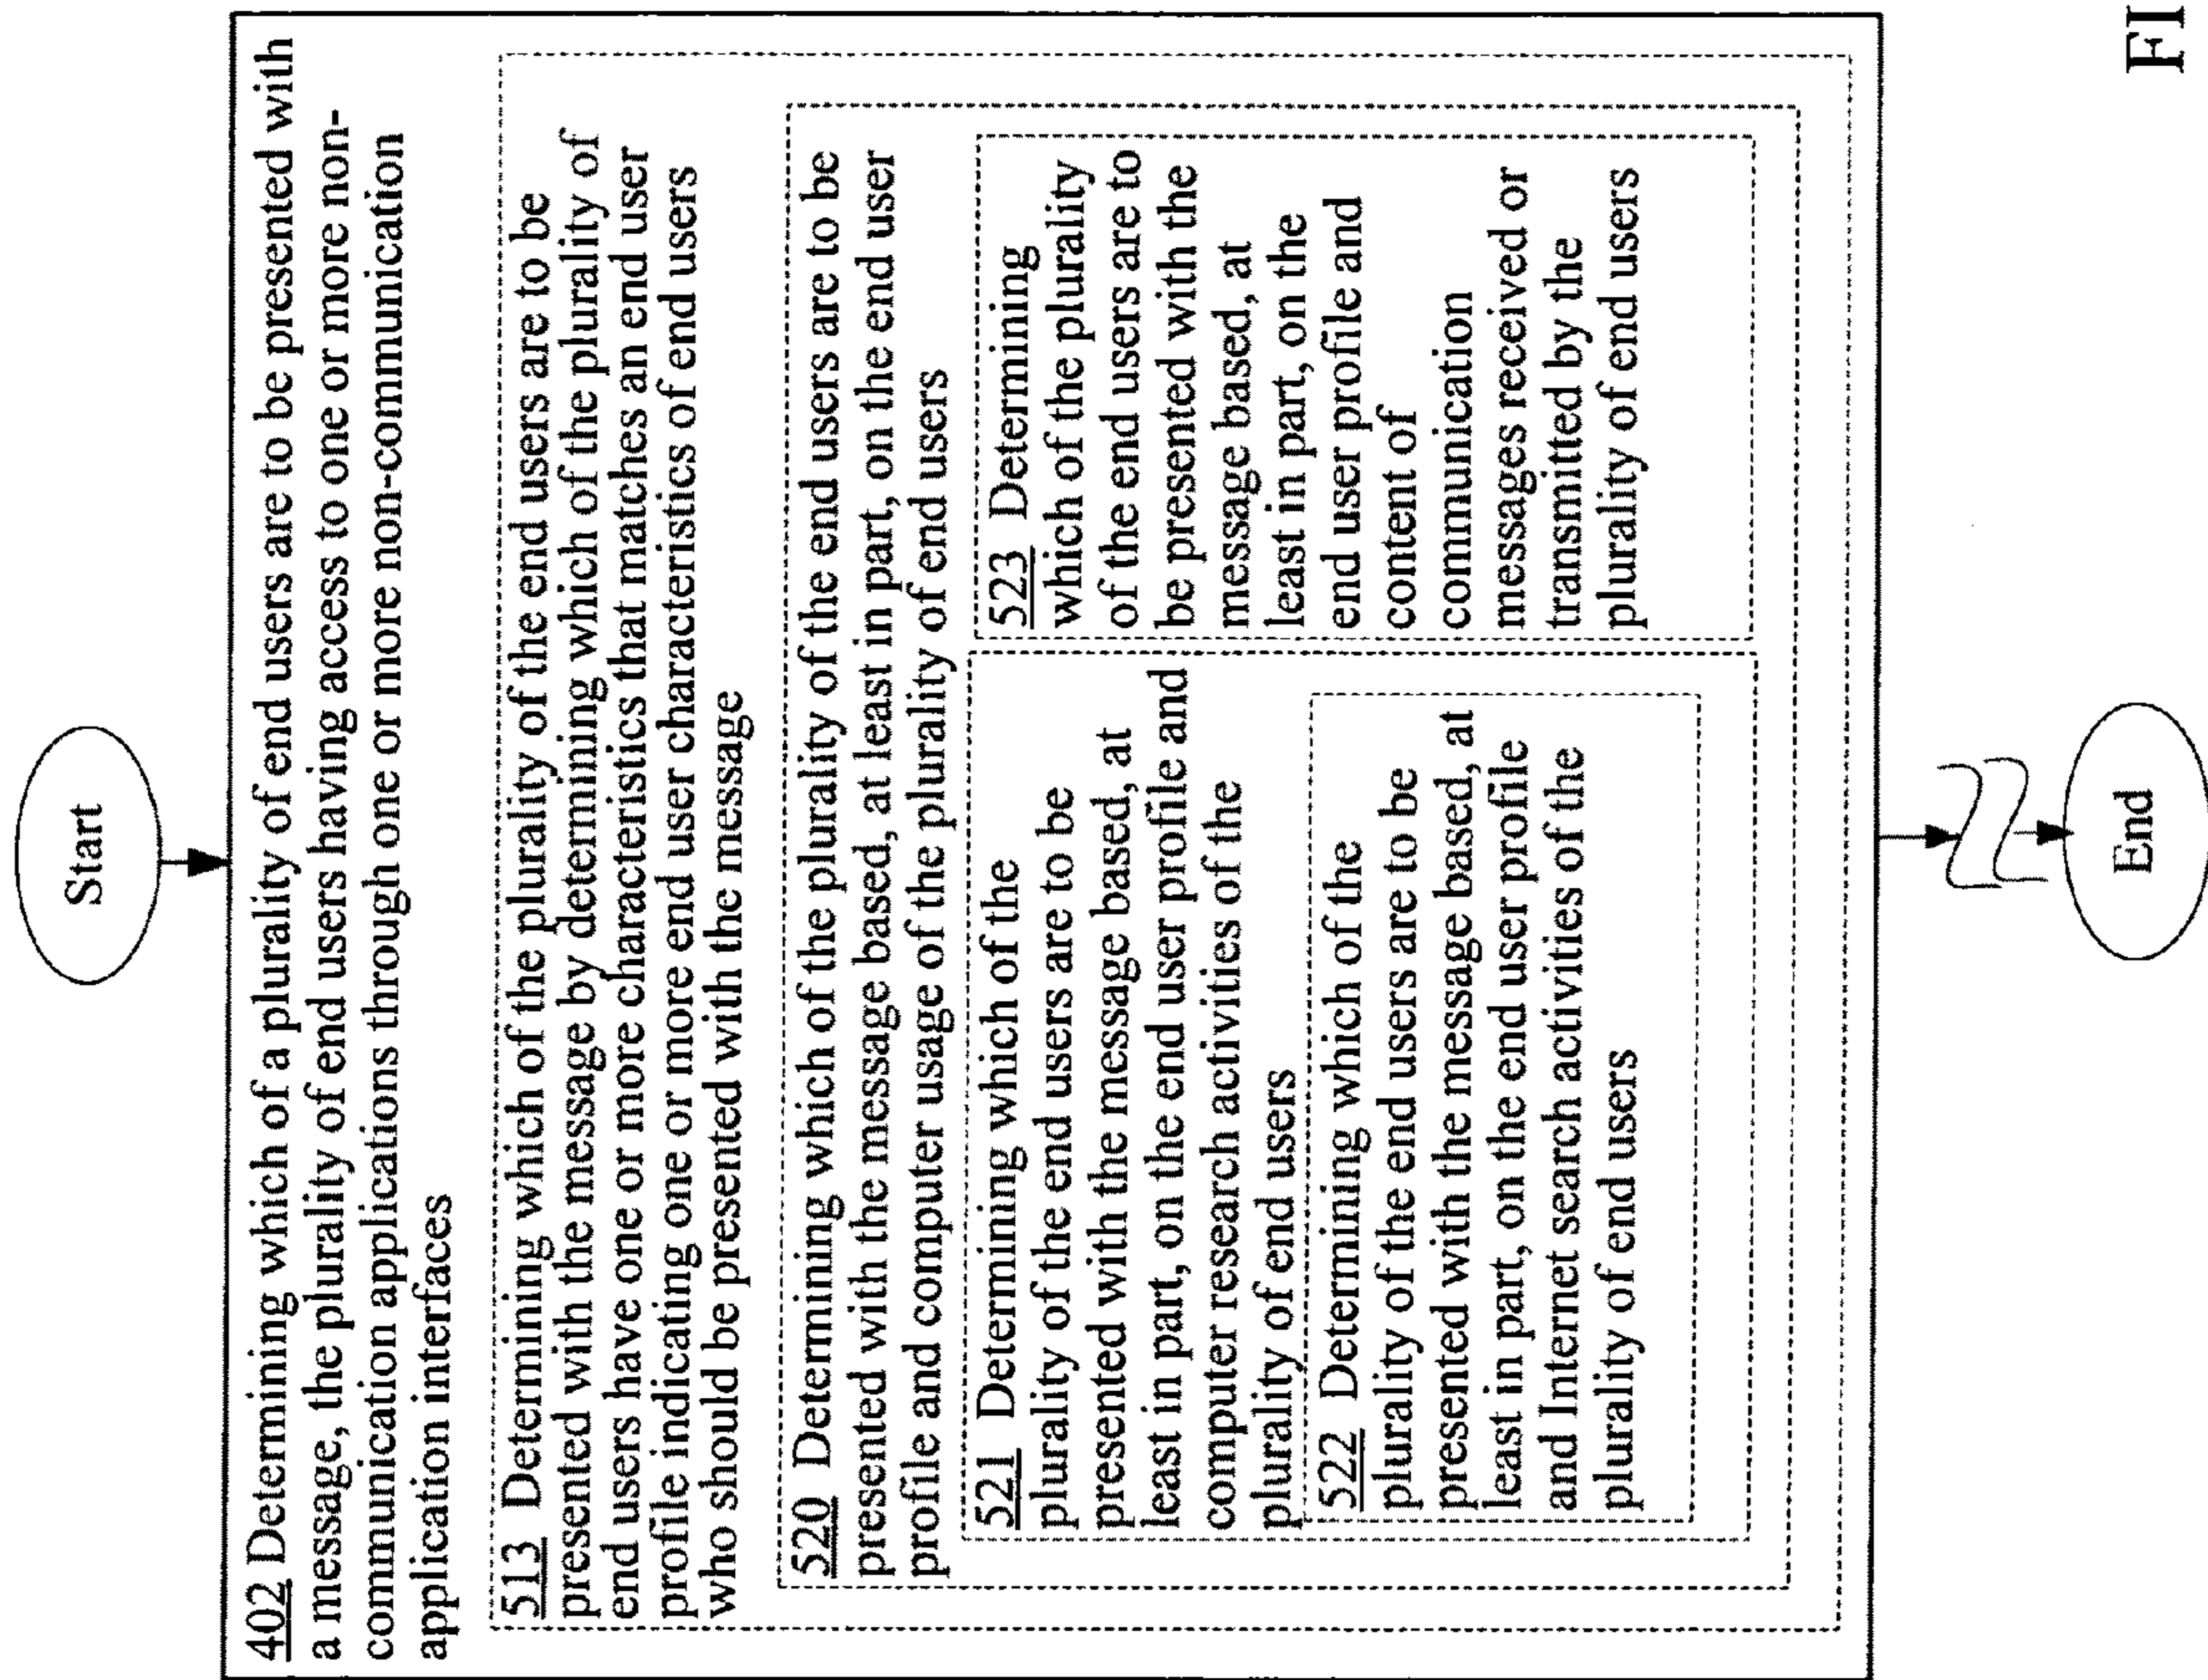 Start
402 Determining which of a plurality of end users are to be presented with
a message, the plurality of end users having access to one or more non-
communication applications through one or more non-communication
application interfaces
513 Determining which of the plurality of the end users are to be
presented with the message by determining which of the plurality of
end users have one or more characteristics that matches an end user
profile indicating one or more end user characteristics of end users
who should be presented with the message
520 Determining which of the plurality of the end users are to be
presented with the message based, at least in part, on the end user
profile and computer usage of the plurality of end users
521 Determining which of the
plurality of the end users are to be
presented with the message based, at
least in part, on the end user profile and
computer research activities of the
plurality of end users
522 Determining which of the
plurality of the end users are to be
presented with the message based, at
least in part, on the end user profile
and Internet search activities of the
plurality of end users
523 Determining
which of the plurality
of the end users are to
be presented with the
message based, at
least in part, on the
end user profile and
content of
communication
messages received or
transmitted by the
plurality of end users
End
FI